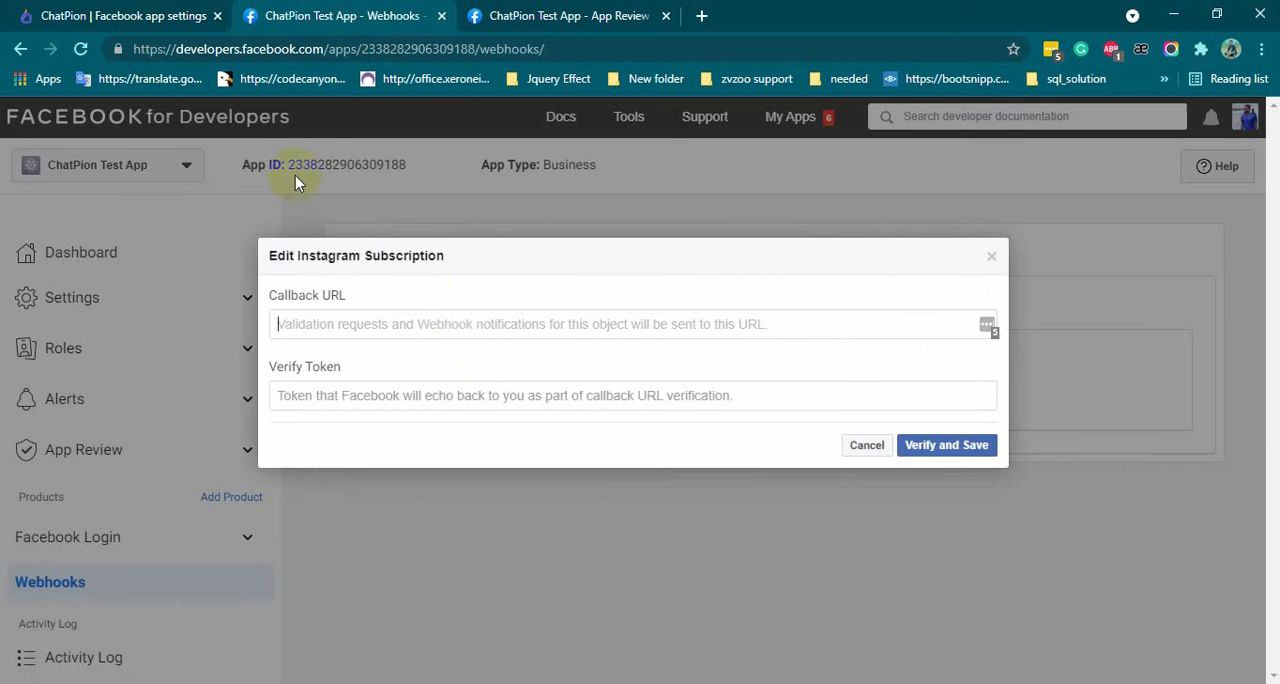 ChatPion | Facebook app settings
ChatPion Test App - Webhooks -
ChatPion Test App - App Review
https://developers.facebook.com/apps/2338282906309188/webhooks/
5
ABP
1
æ
Apps
https://translate.go...
https://codecanyon...
http://office.xeronei...
Jquery Effect
New folder
zvzoo support
needed
https://bootsnipp.c...
sql_solution
»
Reading list
FACEBOOK for Developers
Docs
Tools
Support
My Apps 6
Search developer documentation
ChatPion Test App
App ID: 2338282906309188
App Type: Business
Help
Edit Instagram Subscription
Callback URL
Validation requests and Webhook notifications for this object will be sent to this URL.
5
Verify Token
Token that Facebook will echo back to you as part of callback URL verification.
Cancel
Verify and Save
Dashboard
Settings
Roles
Alerts
App Review
Products
Add Product
Facebook Login
Webhooks
Activity Log
Activity Log